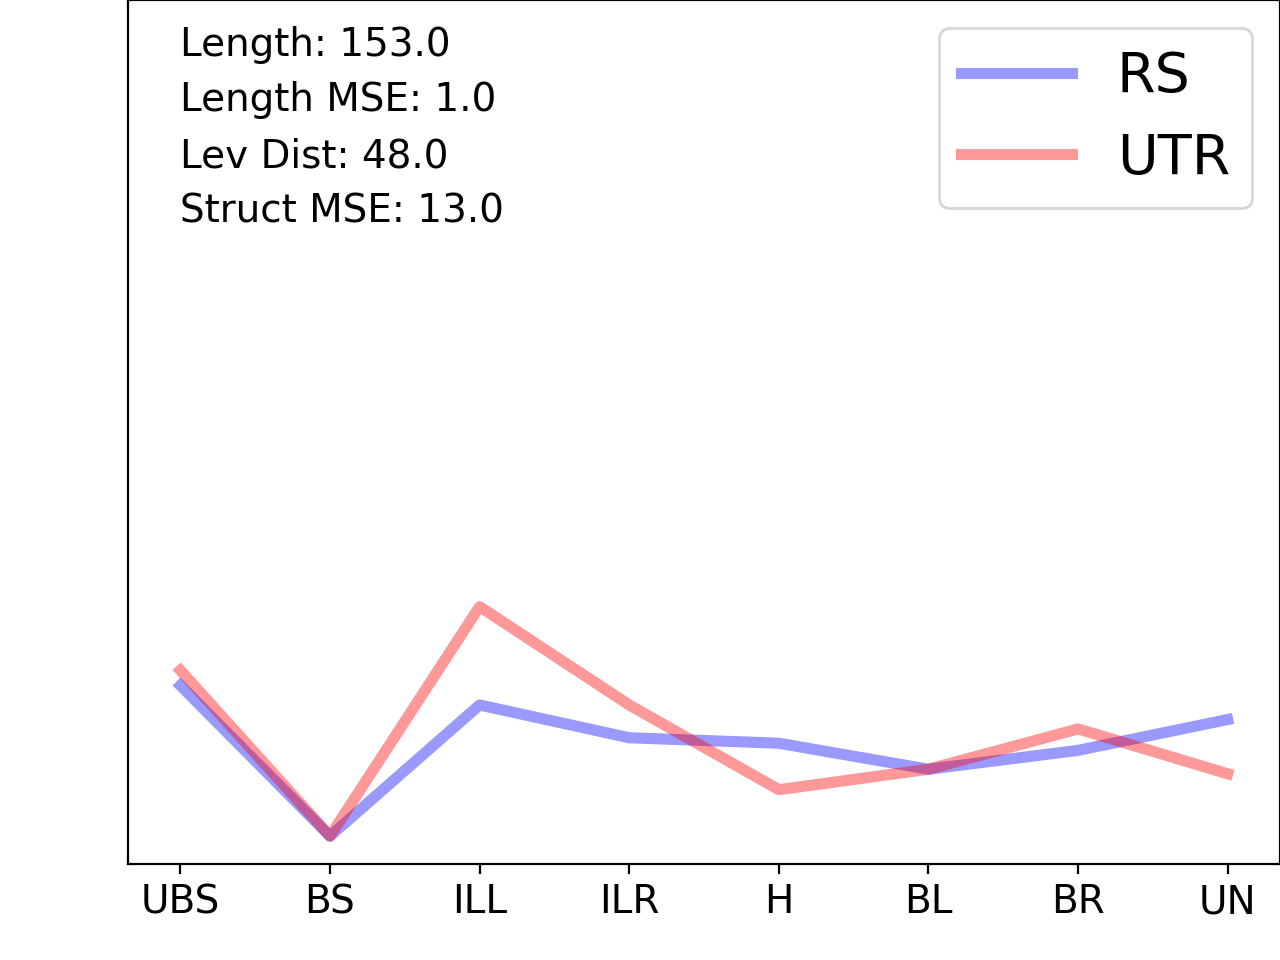 Length: 153.0
Length MSE: 1.0
Lev Dist: 48.0
Struct MSE: 13.0
RS
UTR
UBS BS ILL ILR H BL BR UN